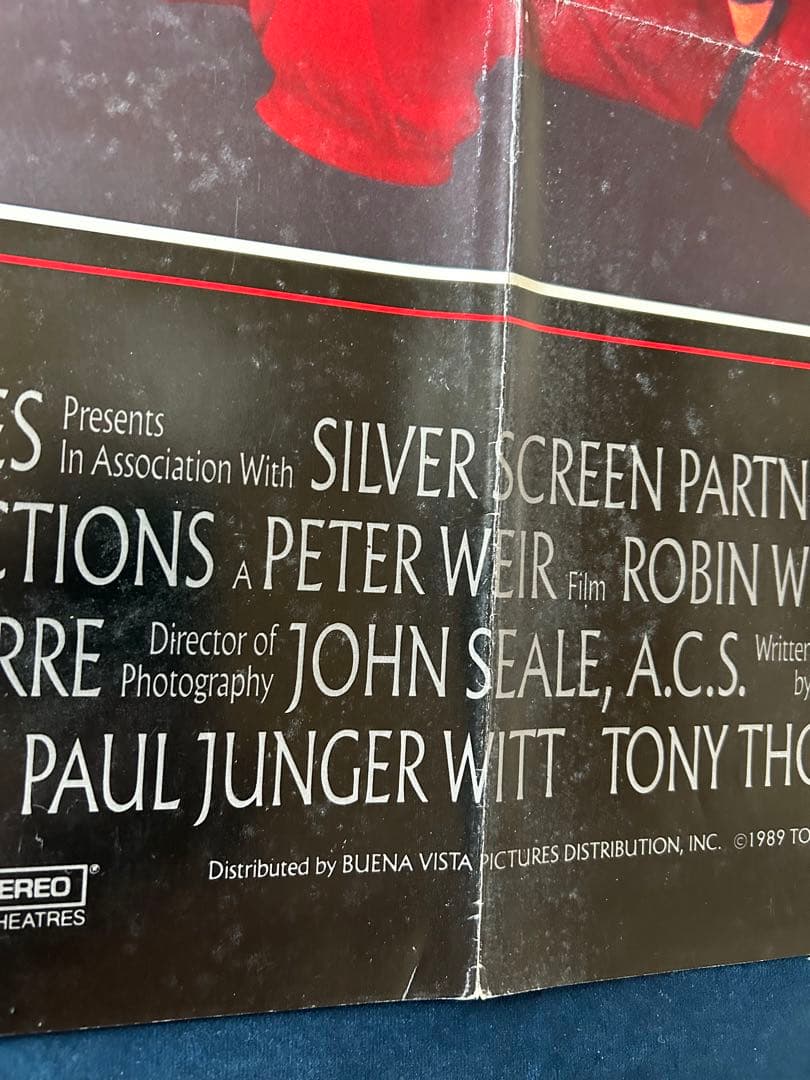 ES Presents In Association With SILVER SCREEN PARTN
CTIONS A PETER WEIR Film ROBIN W
RRE Director of Photography JOHN SEALE, A.C.S. Written by
PAUL JUNGER WITT TONY THO
Distributed by BUENA VISTA PICTURES DISTRIBUTION, INC. ©1989 TO
EREO®
HEATRES